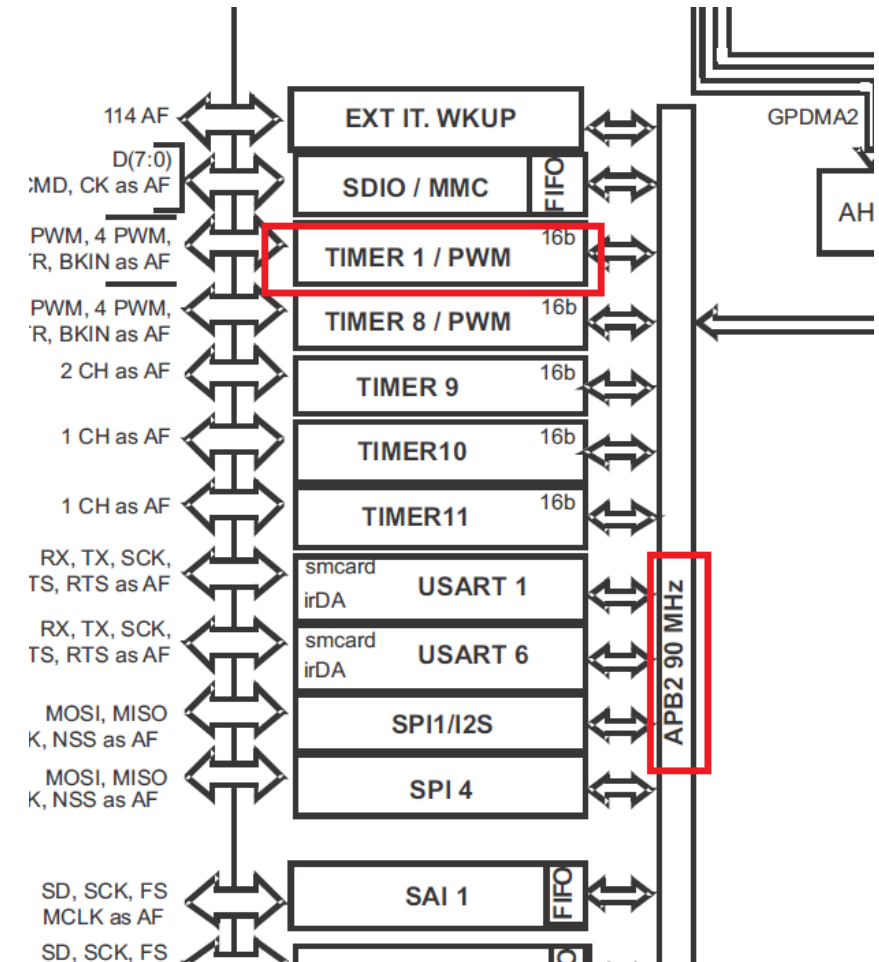 114 AF
EXT IT. WKUP
GPDMA2
D(7:0)
CMD, CK as AF
SDIO / MMC
FIFO
AH
PWM, 4 PWM,
TR, BKIN as AF
TIMER 1 / PWM
16b
PWM, 4 PWM,
TR, BKIN as AF
TIMER 8 / PWM
16b
2 CH as AF
TIMER 9
16b
1 CH as AF
TIMER10
16b
1 CH as AF
TIMER11
16b
RX, TX, SCK,
TS, RTS as AF
smcard
irDA
USART 1
APB2 90 MHz
RX, TX, SCK,
TS, RTS as AF
smcard
irDA
USART 6
MOSI, MISO
K, NSS as AF
SPI1/I2S
MOSI, MISO
K, NSS as AF
SPI 4
SD, SCK, FS
MCLK as AF
SAI 1
FIFO
SD, SCK, FS